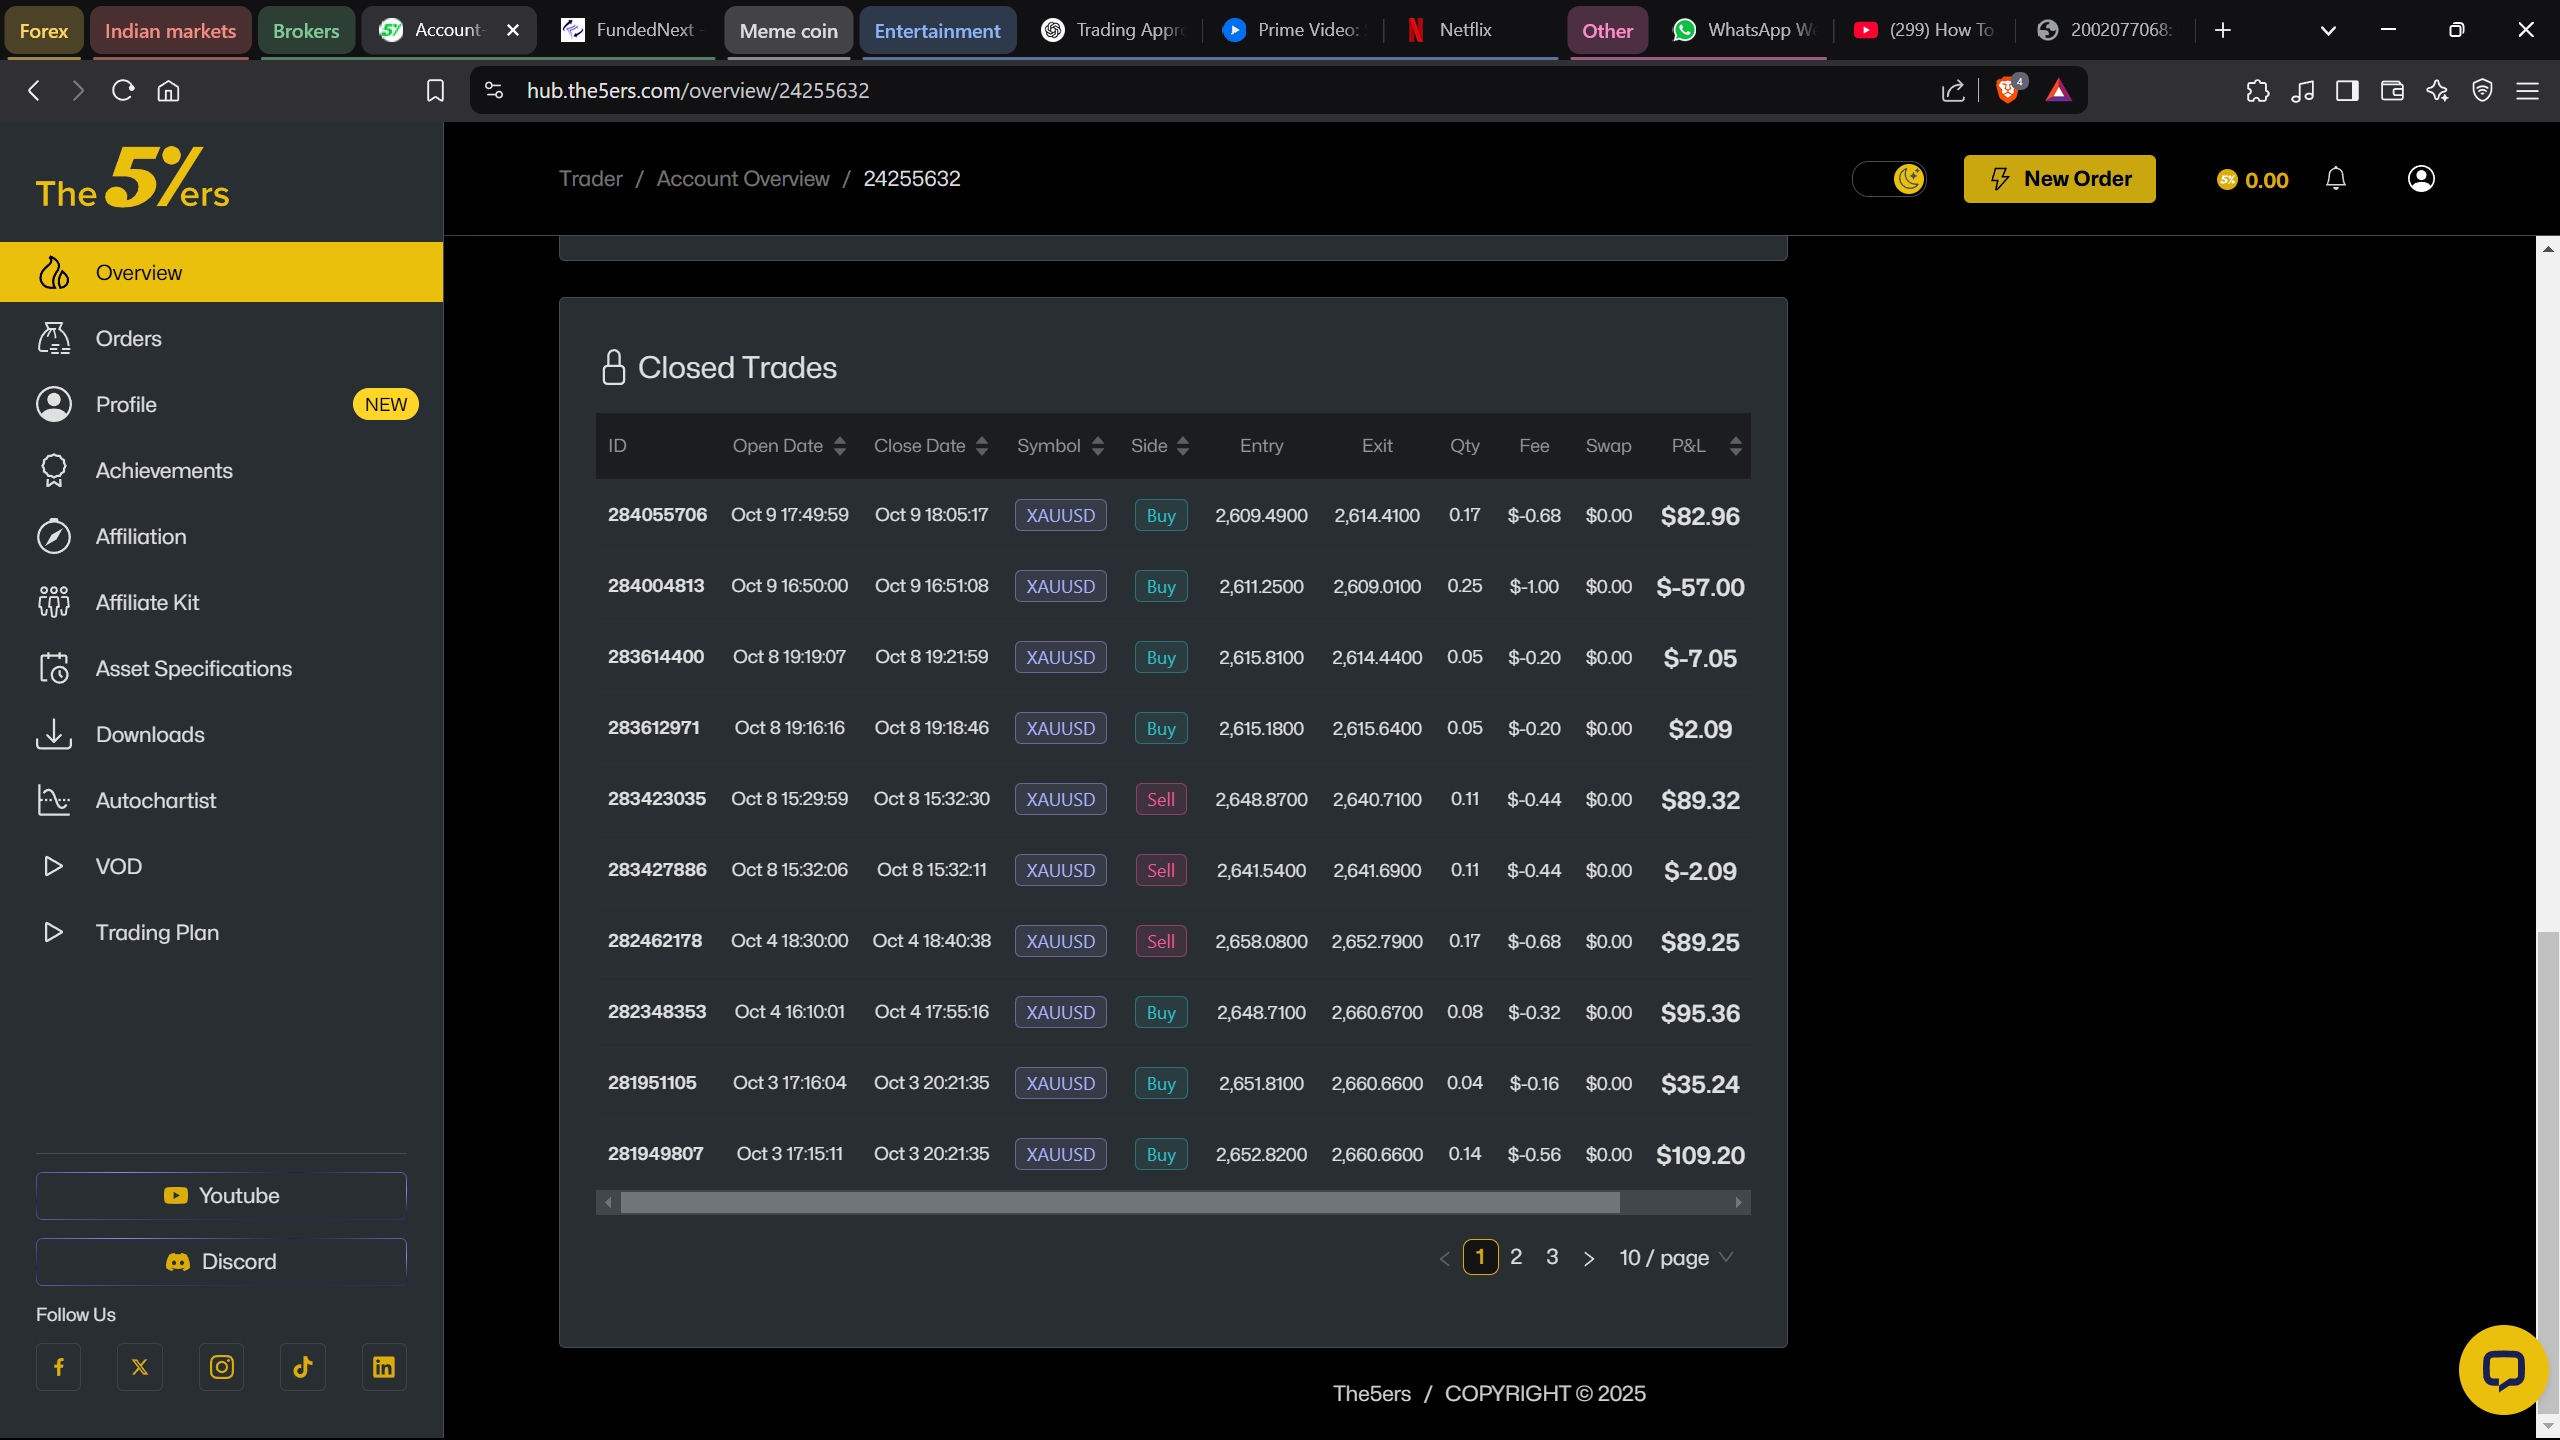 Forex
Indian markets
Brokers
Account-
FundedNext -
Meme coin
Entertainment
Trading Appro
Prime Video:
Netflix
Other
WhatsApp We
(299) How To
2002077068:
hub.the5ers.com/overview/24255632
4
The 5%ers
Trader / Account Overview / 24255632
New Order
5% 0.00
Overview
Orders
Profile NEW
Achievements
Affiliation
Affiliate Kit
Asset Specifications
Downloads
Autochartist
VOD
Trading Plan
Youtube
Discord
Follow Us
Closed Trades
ID Open Date Close Date Symbol Side Entry Exit Qty Fee Swap P&L
284055706 Oct 9 17:49:59 Oct 9 18:05:17 XAUUSD Buy 2,609.4900 2,614.4100 0.17 $-0.68 $0.00 $82.96
284004813 Oct 9 16:50:00 Oct 9 16:51:08 XAUUSD Buy 2,611.2500 2,609.0100 0.25 $-1.00 $0.00 $-57.00
283614400 Oct 8 19:19:07 Oct 8 19:21:59 XAUUSD Buy 2,615.8100 2,614.4400 0.05 $-0.20 $0.00 $-7.05
283612971 Oct 8 19:16:16 Oct 8 19:18:46 XAUUSD Buy 2,615.1800 2,615.6400 0.05 $-0.20 $0.00 $2.09
283423035 Oct 8 15:29:59 Oct 8 15:32:30 XAUUSD Sell 2,648.8700 2,640.7100 0.11 $-0.44 $0.00 $89.32
283427886 Oct 8 15:32:06 Oct 8 15:32:11 XAUUSD Sell 2,641.5400 2,641.6900 0.11 $-0.44 $0.00 $-2.09
282462178 Oct 4 18:30:00 Oct 4 18:40:38 XAUUSD Sell 2,658.0800 2,652.7900 0.17 $-0.68 $0.00 $89.25
282348353 Oct 4 16:10:01 Oct 4 17:55:16 XAUUSD Buy 2,648.7100 2,660.6700 0.08 $-0.32 $0.00 $95.36
281951105 Oct 3 17:16:04 Oct 3 20:21:35 XAUUSD Buy 2,651.8100 2,660.6600 0.04 $-0.16 $0.00 $35.24
281949807 Oct 3 17:15:11 Oct 3 20:21:35 XAUUSD Buy 2,652.8200 2,660.6600 0.14 $-0.56 $0.00 $109.20
1 2 3 10 / page
The5ers / COPYRIGHT © 2025